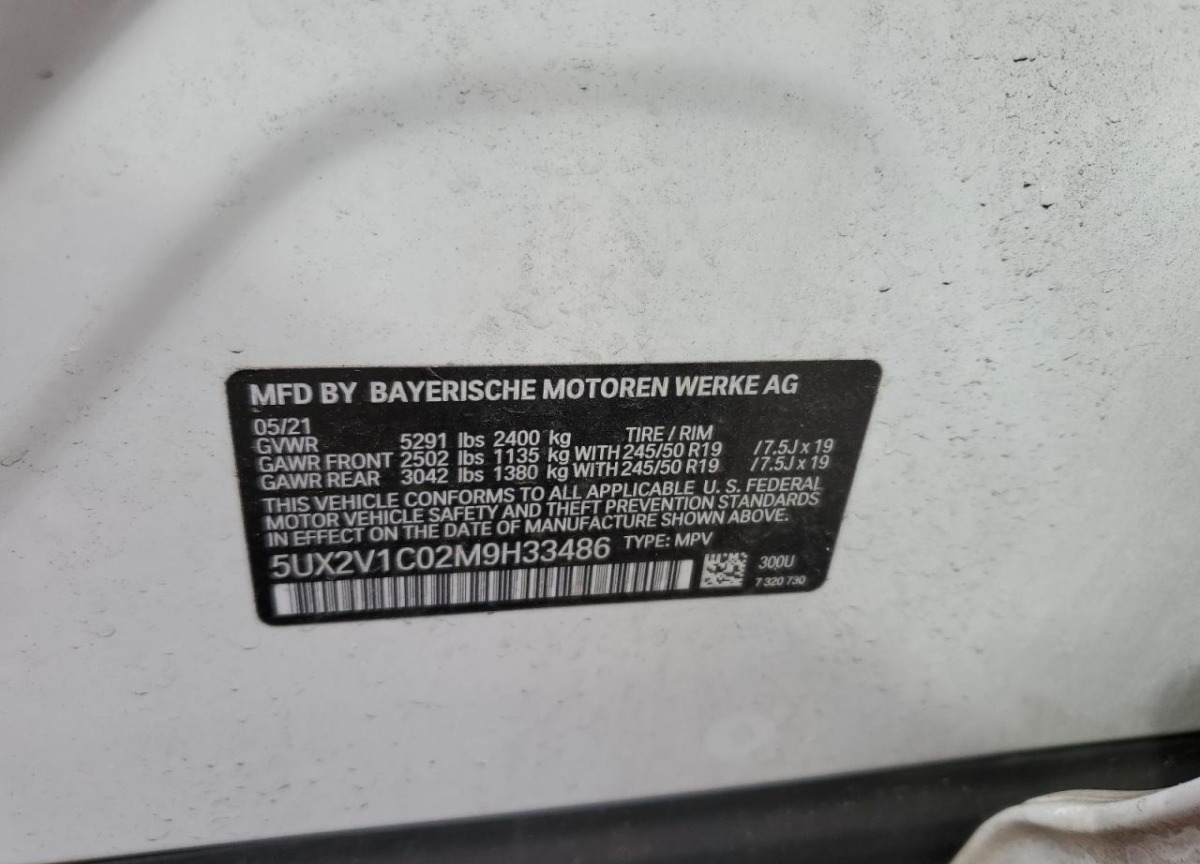 MFD BY BAYERISCHE MOTOREN WERKE AG
05/21
GVWR 5291 lbs 2400 kg TIRE / RIM
GAWR FRONT 2502 lbs 1135 kg WITH 245/50 R19 /7.5J x 19
GAWR REAR 3042 lbs 1380 kg WITH 245/50 R19 /7.5J x 19
THIS VEHICLE CONFORMS TO ALL APPLICABLE U. S. FEDERAL
MOTOR VEHICLE SAFETY AND THEFT PREVENTION STANDARDS
IN EFFECT ON THE DATE OF MANUFACTURE SHOWN ABOVE.
5UX2V1C02M9H33486 TYPE: MPV
300U
7 320 730